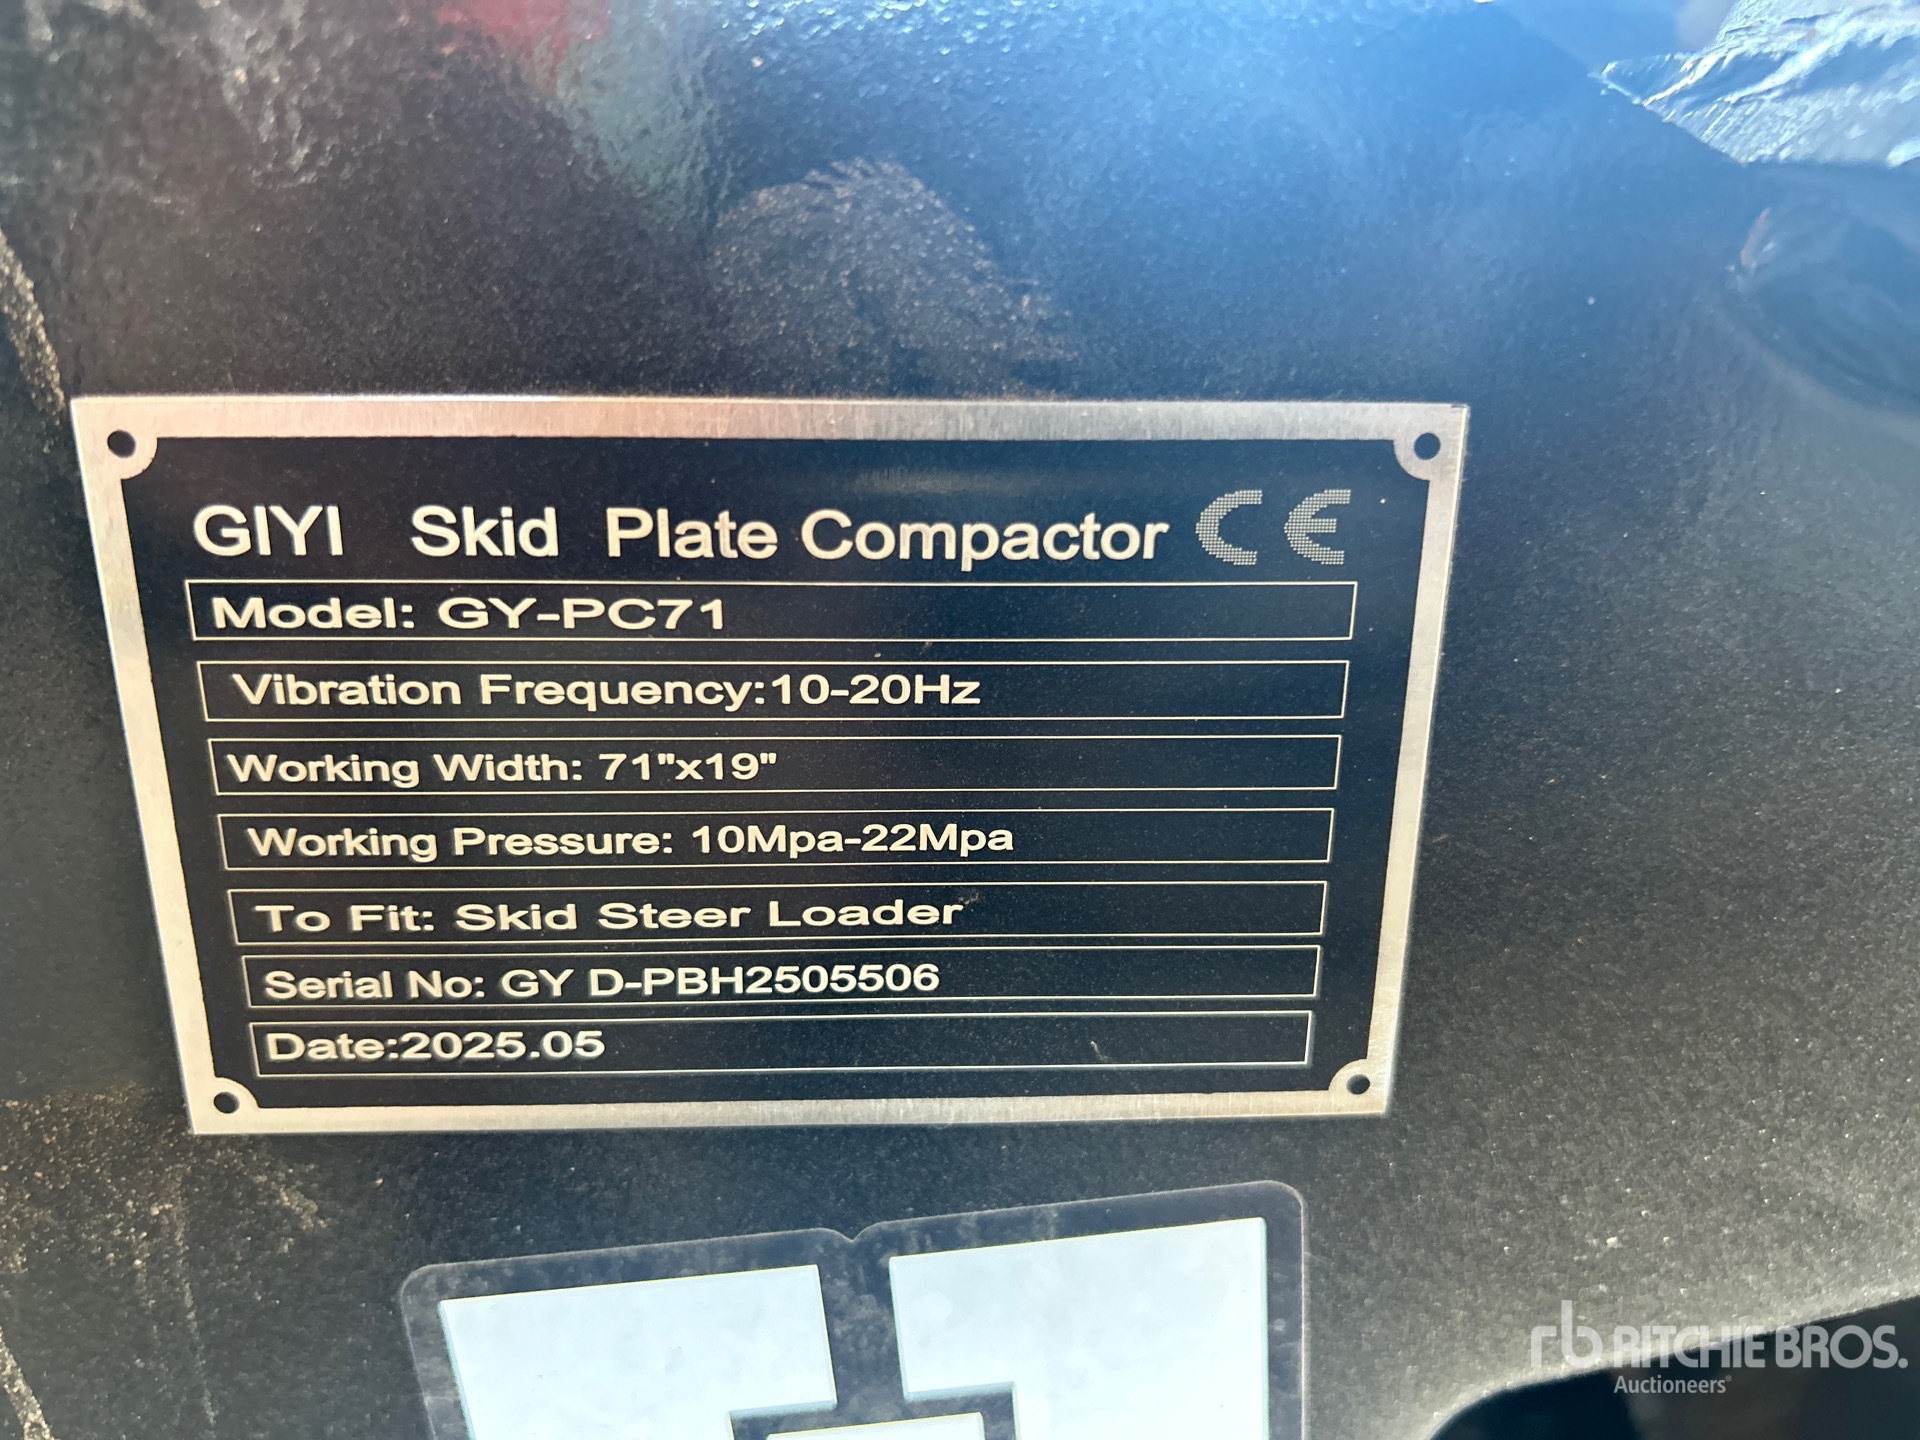 GIYI Skid Plate Compactor CE
Model: GY-PC71
Vibration Frequency:10-20Hz
Working Width: 71"x19"
Working Pressure: 10Mpa-22Mpa
To Fit: Skid Steer Loader
Serial No: GY D-PBH2505506
Date:2025.05
rb RITCHIE BROS.
Auctioneers